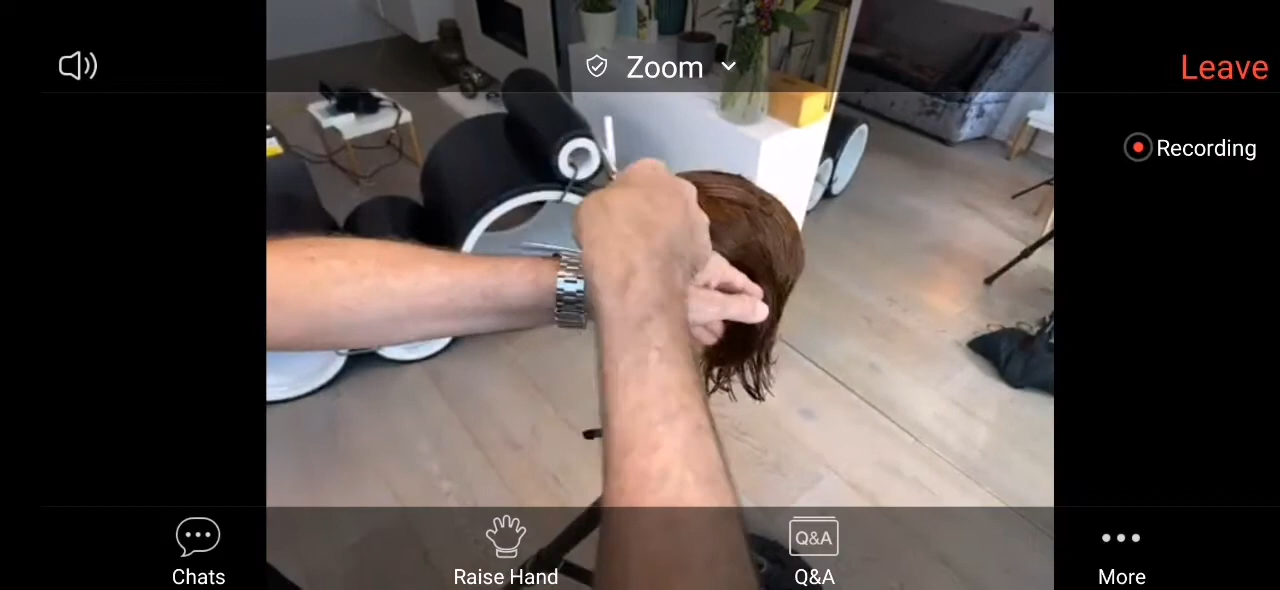 Zoom
Leave
Recording
Q&A
Chats
Raise Hand
Q&A
More